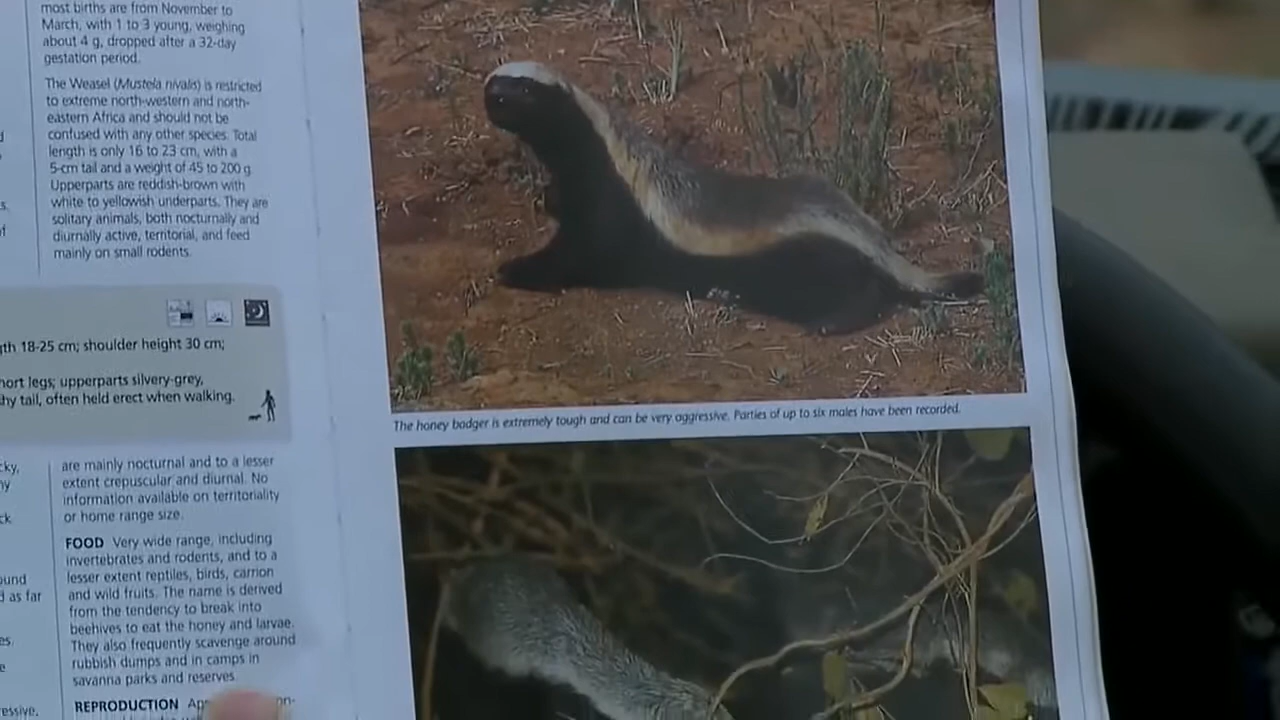 most births are from November to
March, with 1 to 3 young, weighing
about 4 g, dropped after a 32-day
gestation period.
The Weasel (Mustela nivalis) is restricted
to extreme north-western and north-
eastern Africa and should not be
confused with any other species. Total
length is only 16 to 23 cm, with a
5-cm tail and a weight of 45 to 200 g.
Upperparts are reddish-brown with
white to yellowish underparts. They are
solitary animals, both nocturnally and
diurnally active, territorial, and feed
mainly on small rodents.
18-25 cm; shoulder height 30 cm;
legs; upperparts silvery-grey,
tail, often held erect when walking.
as far
are mainly nocturnal and to a lesser
extent crepuscular and diurnal. No
information available on territoriality
or home range size.
FOOD Very wide range, including
invertebrates and rodents, and to a
lesser extent reptiles, birds, carrion
and wild fruits. The name is derived
from the tendency to break into
beehives to eat the honey and larvae.
They also frequently scavenge around
rubbish dumps and in camps in
savanna parks and reserves.
REPRODUCTION
The honey badger is extremely tough and can be very aggressive. Parties of up to six males have been recorded.